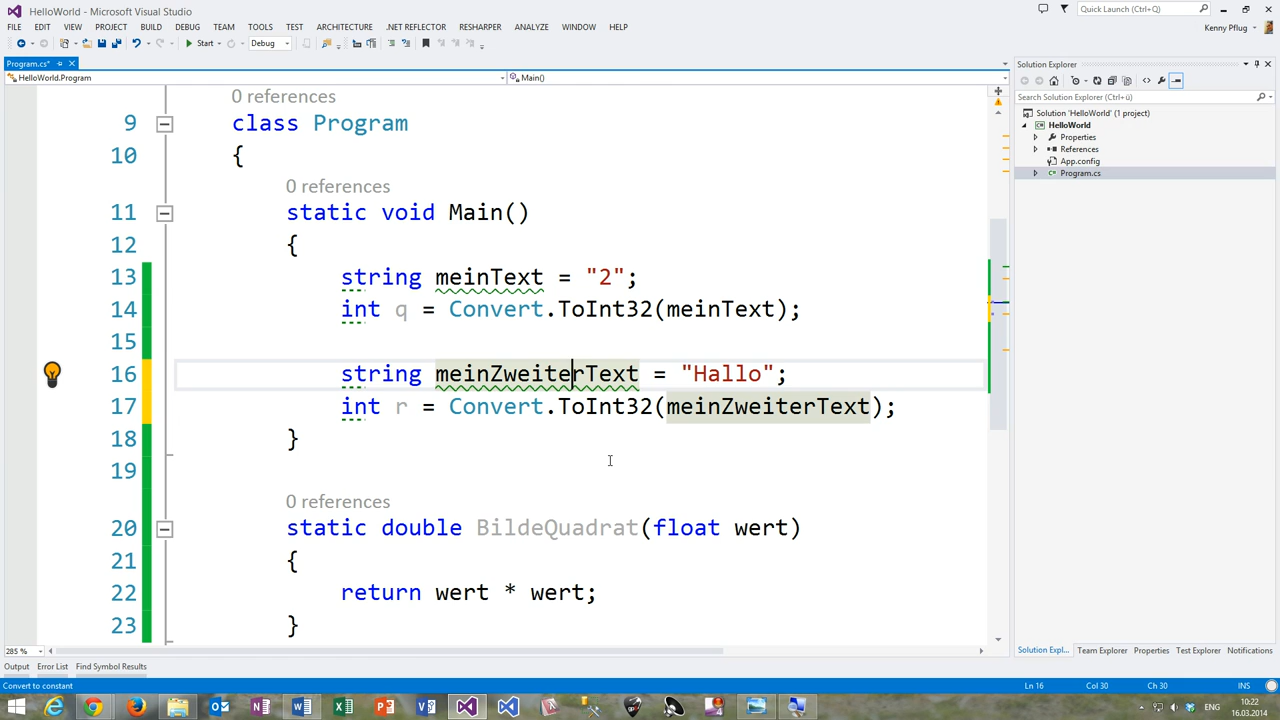 HelloWorld - Microsoft Visual Studio
Quick Launch (Ctrl+Q)
FILE EDIT VIEW PROJECT BUILD DEBUG TEAM TOOLS TEST ARCHITECTURE .NET REFLECTOR RESHARPER ANALYZE WINDOW HELP
Kenny Pflug
Start
Debug
Program.cs*
HelloWorld.Program
Main()
0 references
9 class Program
10 {
0 references
11 static void Main()
12 {
13 string meinText = "2";
14 int q = Convert.ToInt32(meinText);
15
16 string meinZweiterText = "Hallo";
17 int r = Convert.ToInt32(meinZweiterText);
18 }
19
0 references
20 static double BildeQuadrat(float wert)
21 {
22 return wert * wert;
23 }
285 %
Solution Explorer
Search Solution Explorer (Ctrl+ü)
Solution 'HelloWorld' (1 project)
HelloWorld
Properties
References
App.config
Program.cs
Solution Expl... Team Explorer Properties Test Explorer Notifications
Output Error List Find Symbol Results
Convert to constant
Ln 16 Col 30 Ch 30 INS
ENG
10:22
16.03.2014